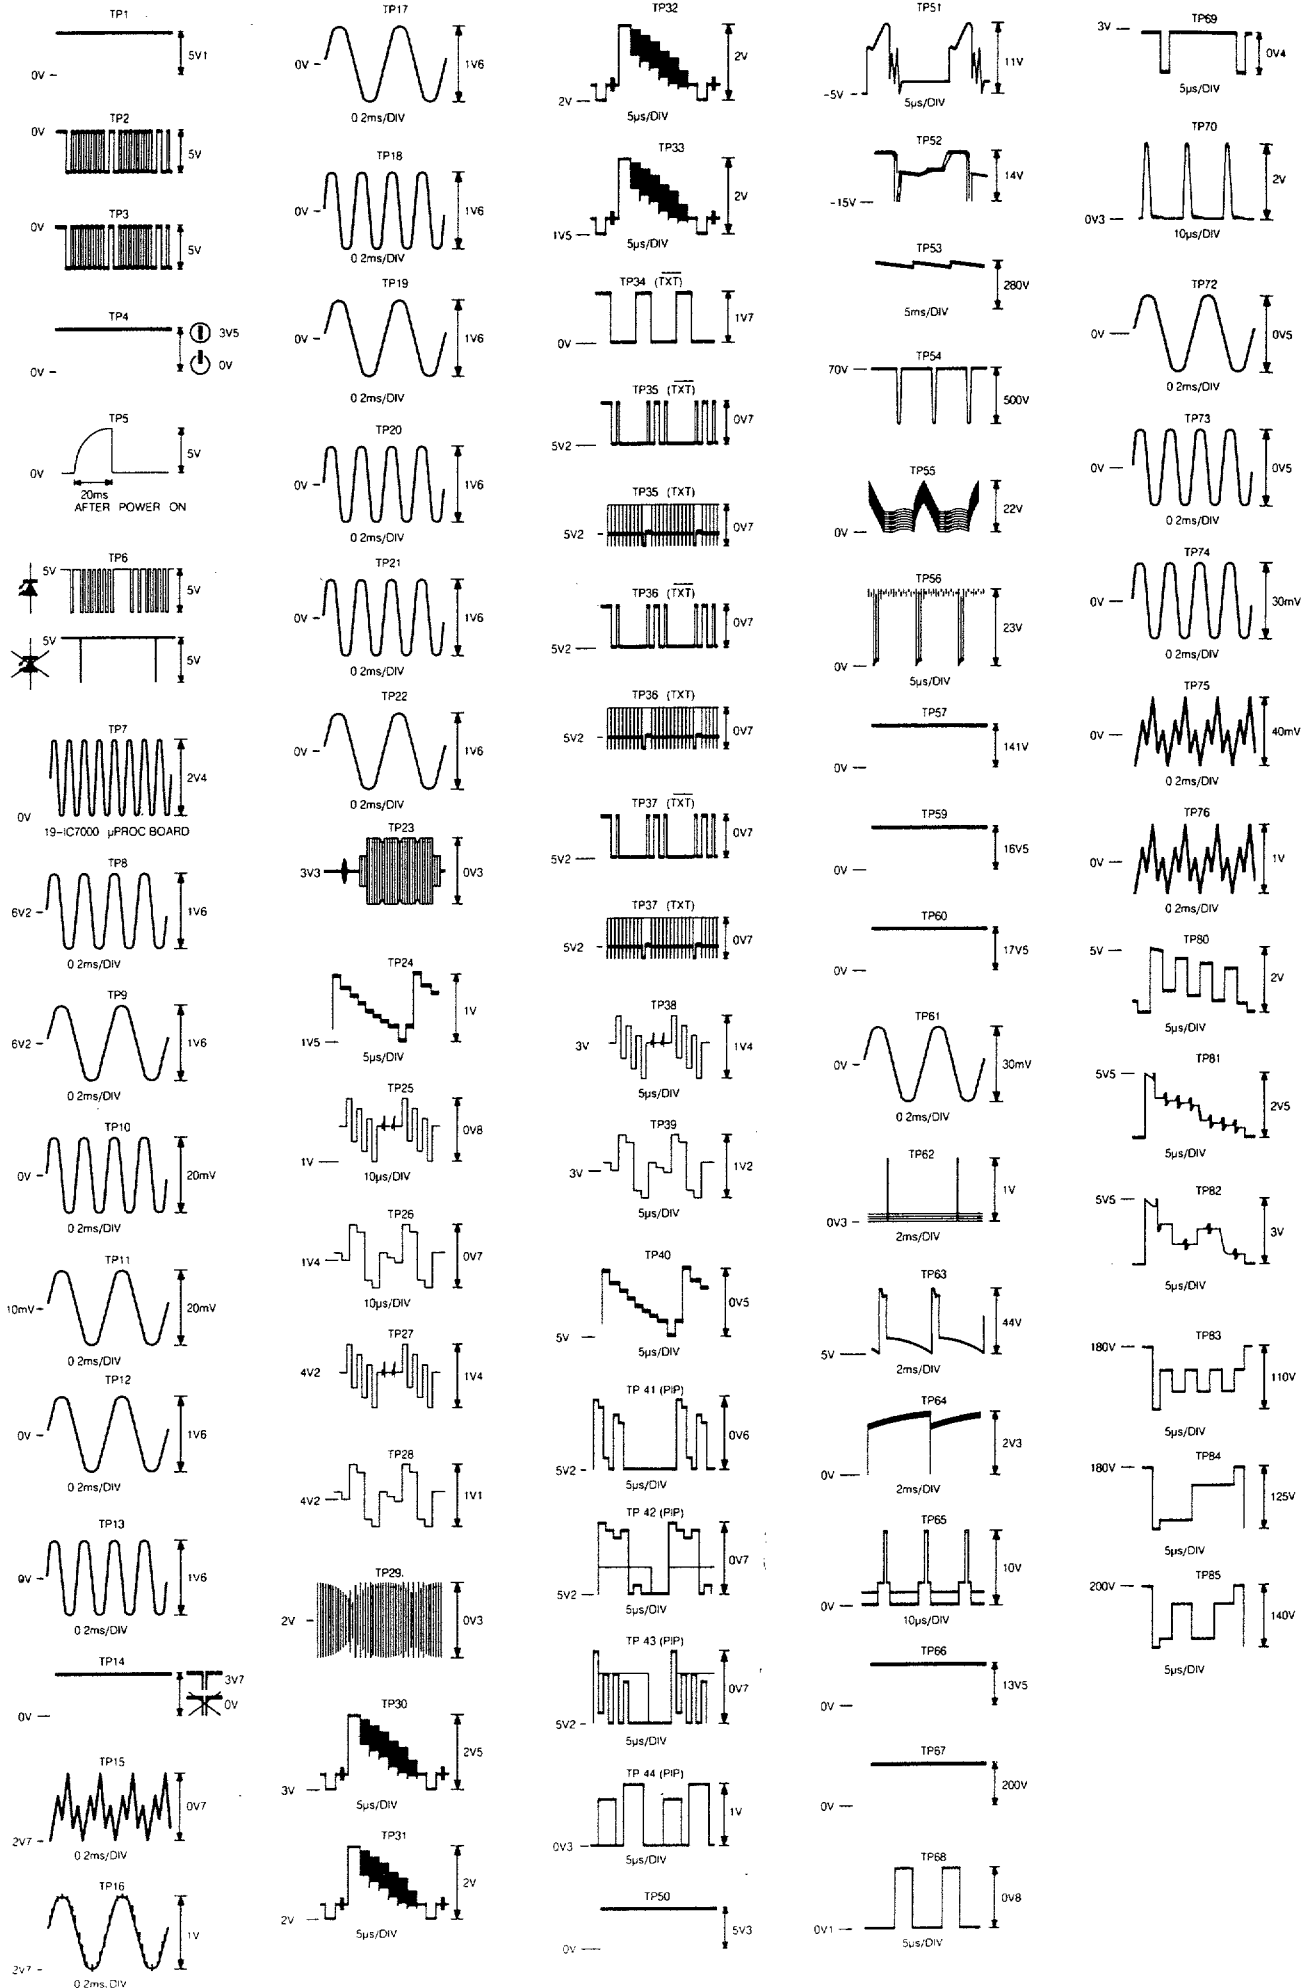 TP1
5V1
0V
TP2
0V
5V
TP3
0V
5V
TP4
3V5
0V
0V
TP5
5V
0V
20ms
AFTER POWER ON
TP6
5V
5V
5V
5V
TP7
2V4
0V
19-IC7000 µPROC BOARD
TP8
6V2
1V6
0 2ms/DIV
TP9
6V2
1V6
0 2ms/DIV
TP10
0V
20mV
0 2ms/DIV
TP11
10mV
20mV
0 2ms/DIV
TP12
0V
1V6
0 2ms/DIV
TP13
1V6
0 2ms/DIV
TP14
3V7
0V
0V
TP15
0V7
2V7
0 2ms/DIV
TP16
1V
2V7
0 2ms/DIV
TP17
0V
1V6
0 2ms/DIV
TP18
0V
1V6
0 2ms/DIV
TP19
0V
1V6
0 2ms/DIV
TP20
0V
1V6
0 2ms/DIV
TP21
0V
1V6
0 2ms/DIV
TP22
0V
1V6
0 2ms/DIV
TP23
3V3
0V3
TP24
1V
1V5
5µs/DIV
TP25
0V8
1V
10µs/DIV
TP26
1V4
0V7
10µs/DIV
TP27
4V2
1V4
TP28
4V2
1V1
TP29
2V
0V3
TP30
2V5
3V
5µs/DIV
TP31
2V
2V
5µs/DIV
TP32
2V
2V
5µs/DIV
TP33
2V
1V5
5µs/DIV
TP34 (TXT)
1V7
0V
TP35 (TXT)
0V7
5V2
TP35 (TXT)
5V2
0V7
TP36 (TXT)
0V7
5V2
TP36 (TXT)
5V2
0V7
TP37 (TXT)
0V7
5V2
TP37 (TXT)
5V2
0V7
TP38
3V
1V4
5µs/DIV
TP39
3V
1V2
5µs/DIV
TP40
0V5
5V
5µs/DIV
TP 41 (PIP)
0V6
5V2
5µs/DIV
TP 42 (PIP)
0V7
5V2
5µs/DIV
TP 43 (PIP)
0V7
5V2
5µs/DIV
TP 44 (PIP)
1V
0V3
5µs/DIV
TP50
5V3
0V
TP51
11V
-5V
5µs/DIV
TP52
14V
-15V
TP53
280V
5ms/DIV
TP54
70V
500V
TP55
22V
0V
TP56
23V
0V
5µs/DIV
TP57
141V
0V
TP59
16V5
0V
TP60
17V5
0V
TP61
0V
30mV
0 2ms/DIV
TP62
1V
0V3
2ms/DIV
TP63
44V
5V
2ms/DIV
TP64
2V3
0V
2ms/DIV
TP65
10V
0V
10µs/DIV
TP66
13V5
0V
TP67
200V
0V
TP68
0V8
0V1
5µs/DIV
TP69
3V
0V4
5µs/DIV
TP70
2V
0V3
10µs/DIV
TP72
0V
0V5
0 2ms/DIV
TP73
0V
0V5
0 2ms/DIV
TP74
0V
30mV
0 2ms/DIV
TP75
0V
40mV
0 2ms/DIV
TP76
0V
1V
0 2ms/DIV
TP80
5V
2V
5µs/DIV
TP81
5V5
2V5
5µs/DIV
TP82
5V5
3V
5µs/DIV
TP83
180V
110V
5µs/DIV
TP84
180V
125V
5µs/DIV
TP85
200V
140V
5µs/DIV